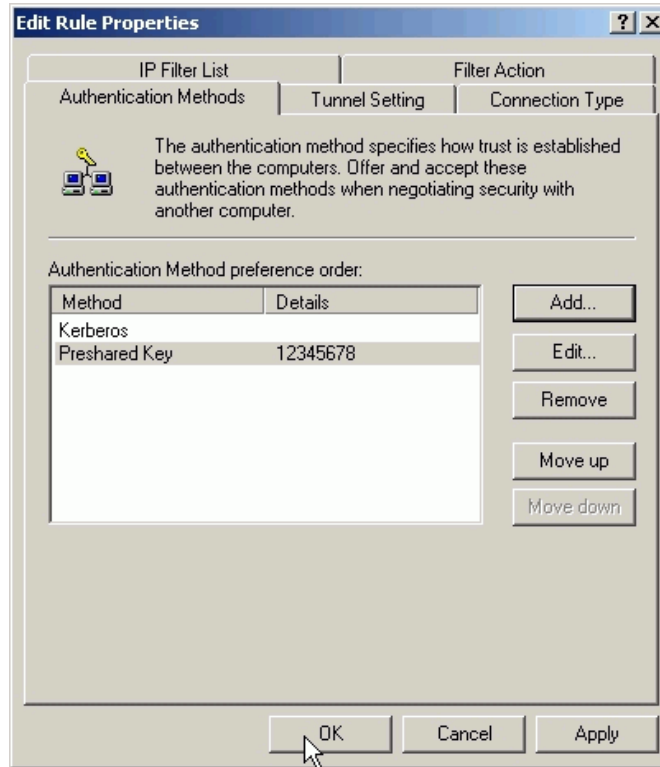 Edit Rule Properties
IP Filter List
Filter Action
Authentication Methods
Tunnel Setting
Connection Type
The authentication method specifies how trust is established
between the computers. Offer and accept these
authentication methods when negotiating security with
another computer.
Authentication Method preference order:
Method Details
Kerberos
Preshared Key 12345678
Add...
Edit...
Remove
Move up
Move down
OK
Cancel
Apply